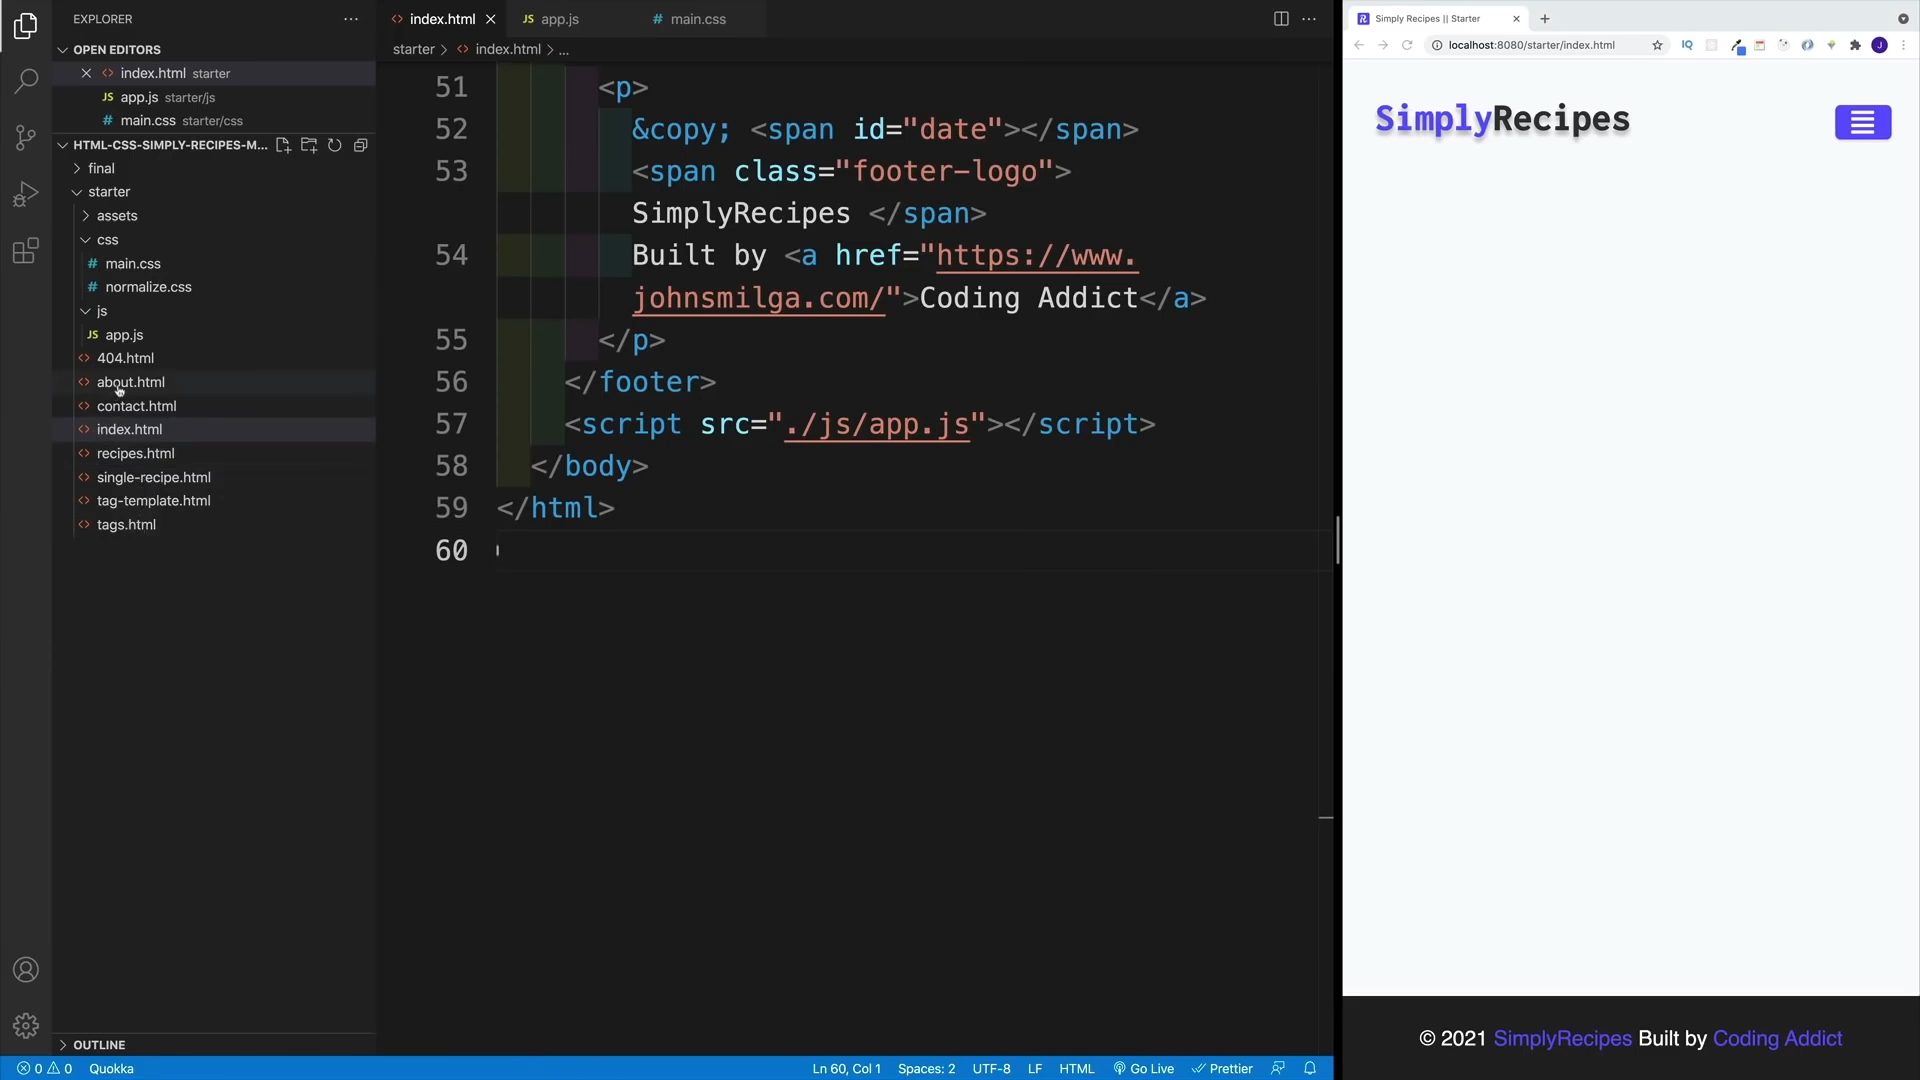 EXPLORER
OPEN EDITORS
index.html starter
JS app.js starter/js
# main.css starter/css
HTML-CSS-SIMPLY-RECIPES-M...
final
starter
assets
css
# main.css
# normalize.css
js
JS app.js
<> 404.html
<> about.html
<> contact.html
<> index.html
<> recipes.html
<> single-recipe.html
<> tag-template.html
<> tags.html
OUTLINE
<> index.html
JS app.js
# main.css
starter > <> index.html > ...
51 <p>
52 &copy; <span id="date"></span>
53 <span class="footer-logo">
SimplyRecipes </span>
54 Built by <a href="https://www.
johnsmilga.com/">Coding Addict</a>
55 </p>
56 </footer>
57 <script src="./js/app.js"></script>
58 </body>
59 </html>
60
0 0 Quokka
Ln 60, Col 1 Spaces: 2 UTF-8 LF HTML Go Live Prettier
Simply Recipes || Starter
localhost:8080/starter/index.html
IQ
J
SimplyRecipes
© 2021 SimplyRecipes Built by Coding Addict